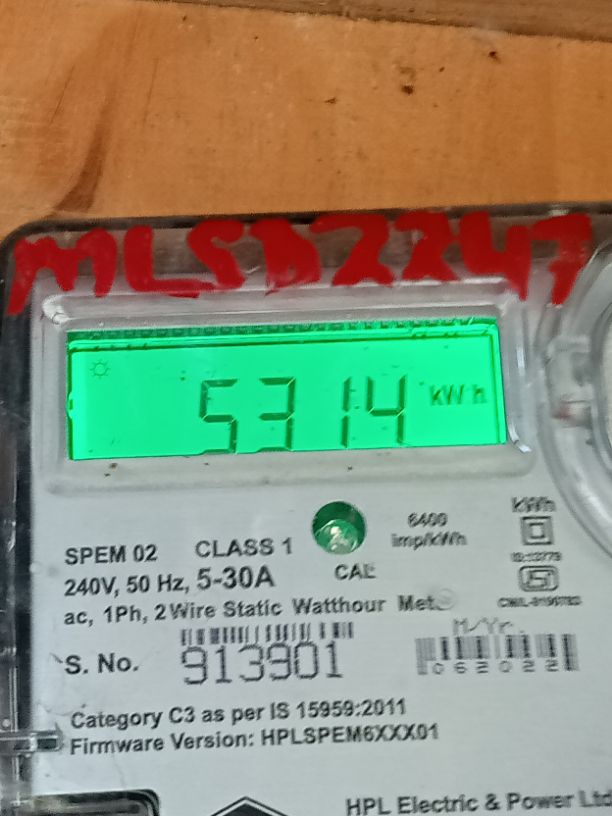 MLSD2247
5314 kWh
6400
imp/kWh
kWh
SPEM 02 CLASS 1
CAL
240V, 50 Hz, 5-30A
ac, 1Ph, 2 Wire Static Watthour
M/Yr.
S. No. 913901
062022
Category C3 as per IS 15959:2011
Firmware Version: HPLSPEM6XXX01
HPL Electric & Power Ltd